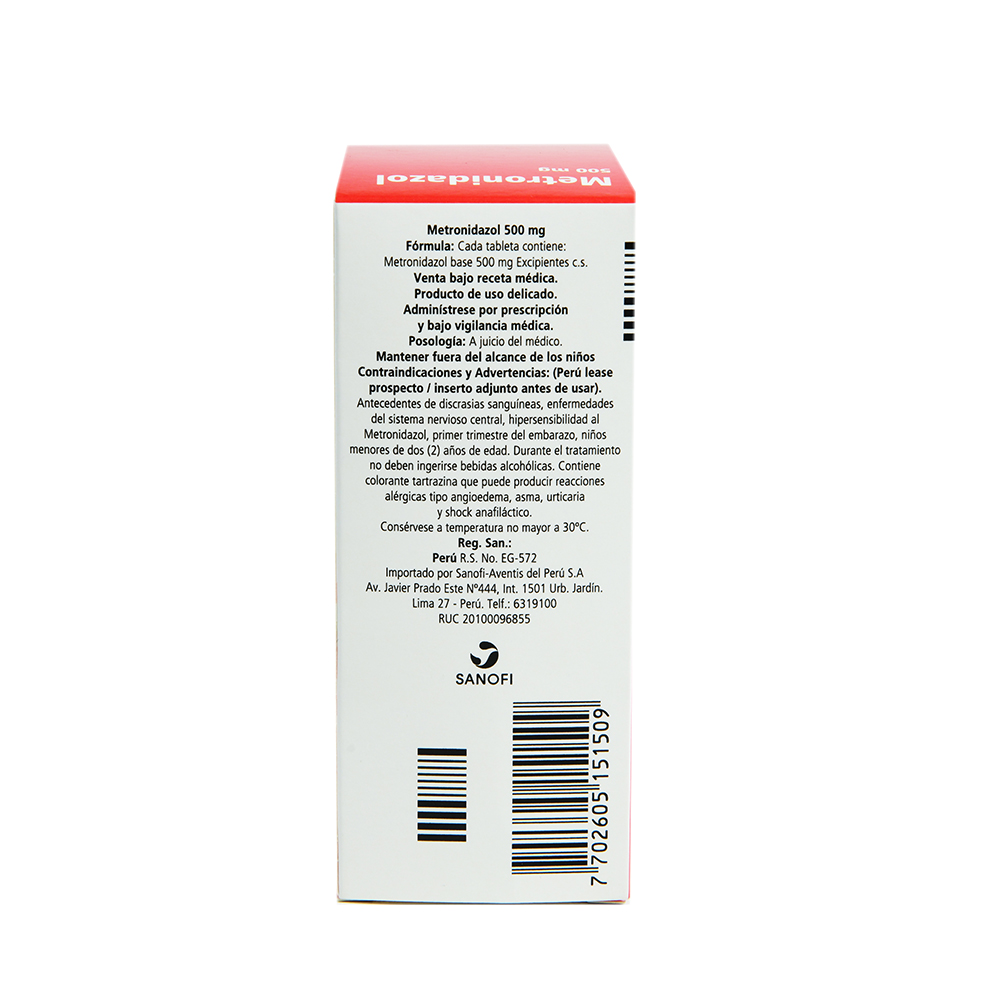 Metronidazol
500 mg
Metronidazol 500 mg
Fórmula: Cada tableta contiene:
Metronidazol base 500 mg Excipientes c.s.
Venta bajo receta médica.
Producto de uso delicado.
Adminístrese por prescripción
y bajo vigilancia médica.
Posología: A juicio del médico.
Mantener fuera del alcance de los niños
Contraindicaciones y Advertencias: (Perú lease
prospecto / inserto adjunto antes de usar).
Antecedentes de discrasias sanguíneas, enfermedades
del sistema nervioso central, hipersensibilidad al
Metronidazol, primer trimestre del embarazo, niños
menores de dos (2) años de edad. Durante el tratamiento
no deben ingerirse bebidas alcohólicas. Contiene
colorante tartrazina que puede producir reacciones
alérgicas tipo angioedema, asma, urticaria
y shock anafiláctico.
Consérvese a temperatura no mayor a 30ºC.
Reg. San.:
Perú R.S. No. EG-572
Importado por Sanofi-Aventis del Perú S.A
Av. Javier Prado Este Nº444, Int. 1501 Urb. Jardín.
Lima 27 - Perú. Telf.: 6319100
RUC 20100096855
SANOFI
7 702605 151509